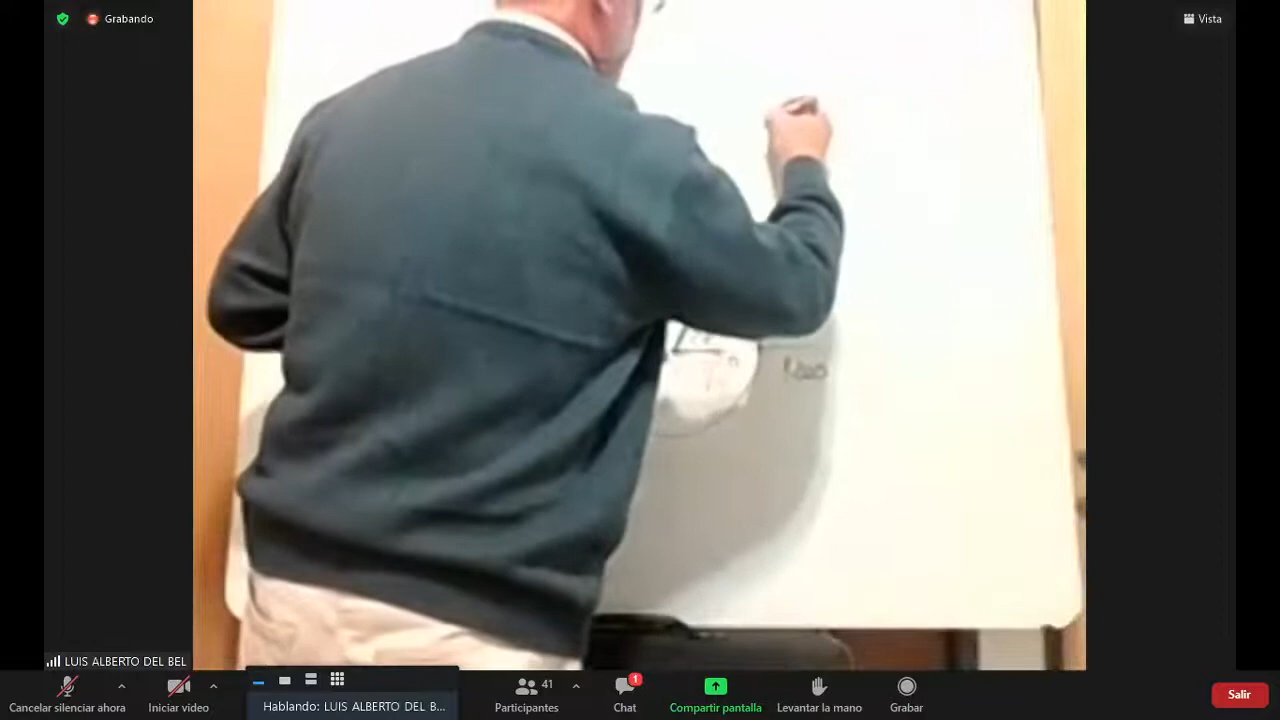 Grabando
Vista
LUIS ALBERTO DEL BEL
Hablando: LUIS ALBERTO DEL B...
41
1
Cancelar silenciar ahora
Iniciar video
Participantes
Chat
Compartir pantalla
Levantar la mano
Grabar
Salir